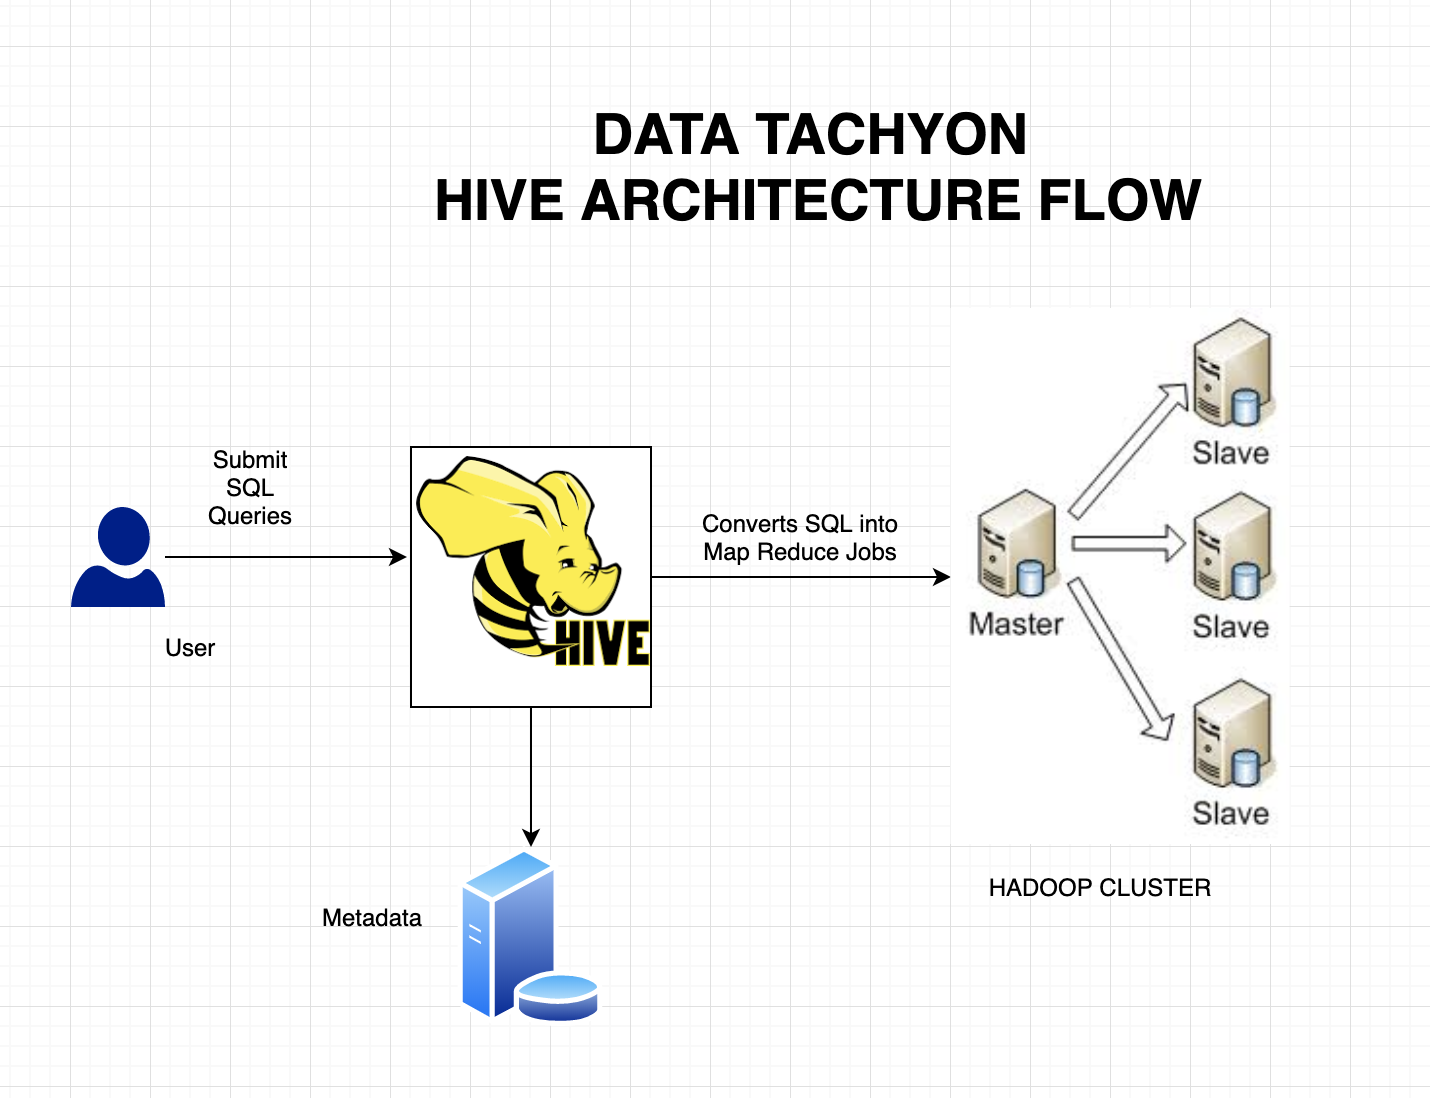 DATA TACHYON
HIVE ARCHITECTURE FLOW
Submit
SQL
Queries
User
HIVE
Converts SQL into
Map Reduce Jobs
Master
Slave
Slave
Slave
HADOOP CLUSTER
Metadata